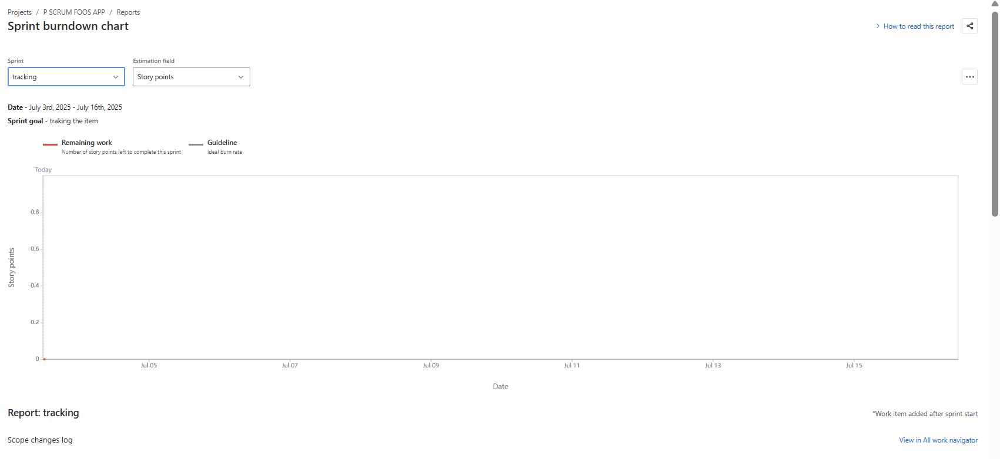 Projects / P SCRUM FOOS APP / Reports
Sprint burndown chart
How to read this report
Sprint
Estimation field
tracking
Story points
Date - July 3rd, 2025 - July 16th, 2025
Sprint goal - traking the item
Remaining work
Number of story points left to complete this sprint
Guideline
Ideal burn rate
Today
0.8
0.6
0.4
0.2
0
Story points
Jul 05 Jul 07 Jul 09 Jul 11 Jul 13 Jul 15
Date
Report: tracking
*Work item added after sprint start
Scope changes log
View in All work navigator